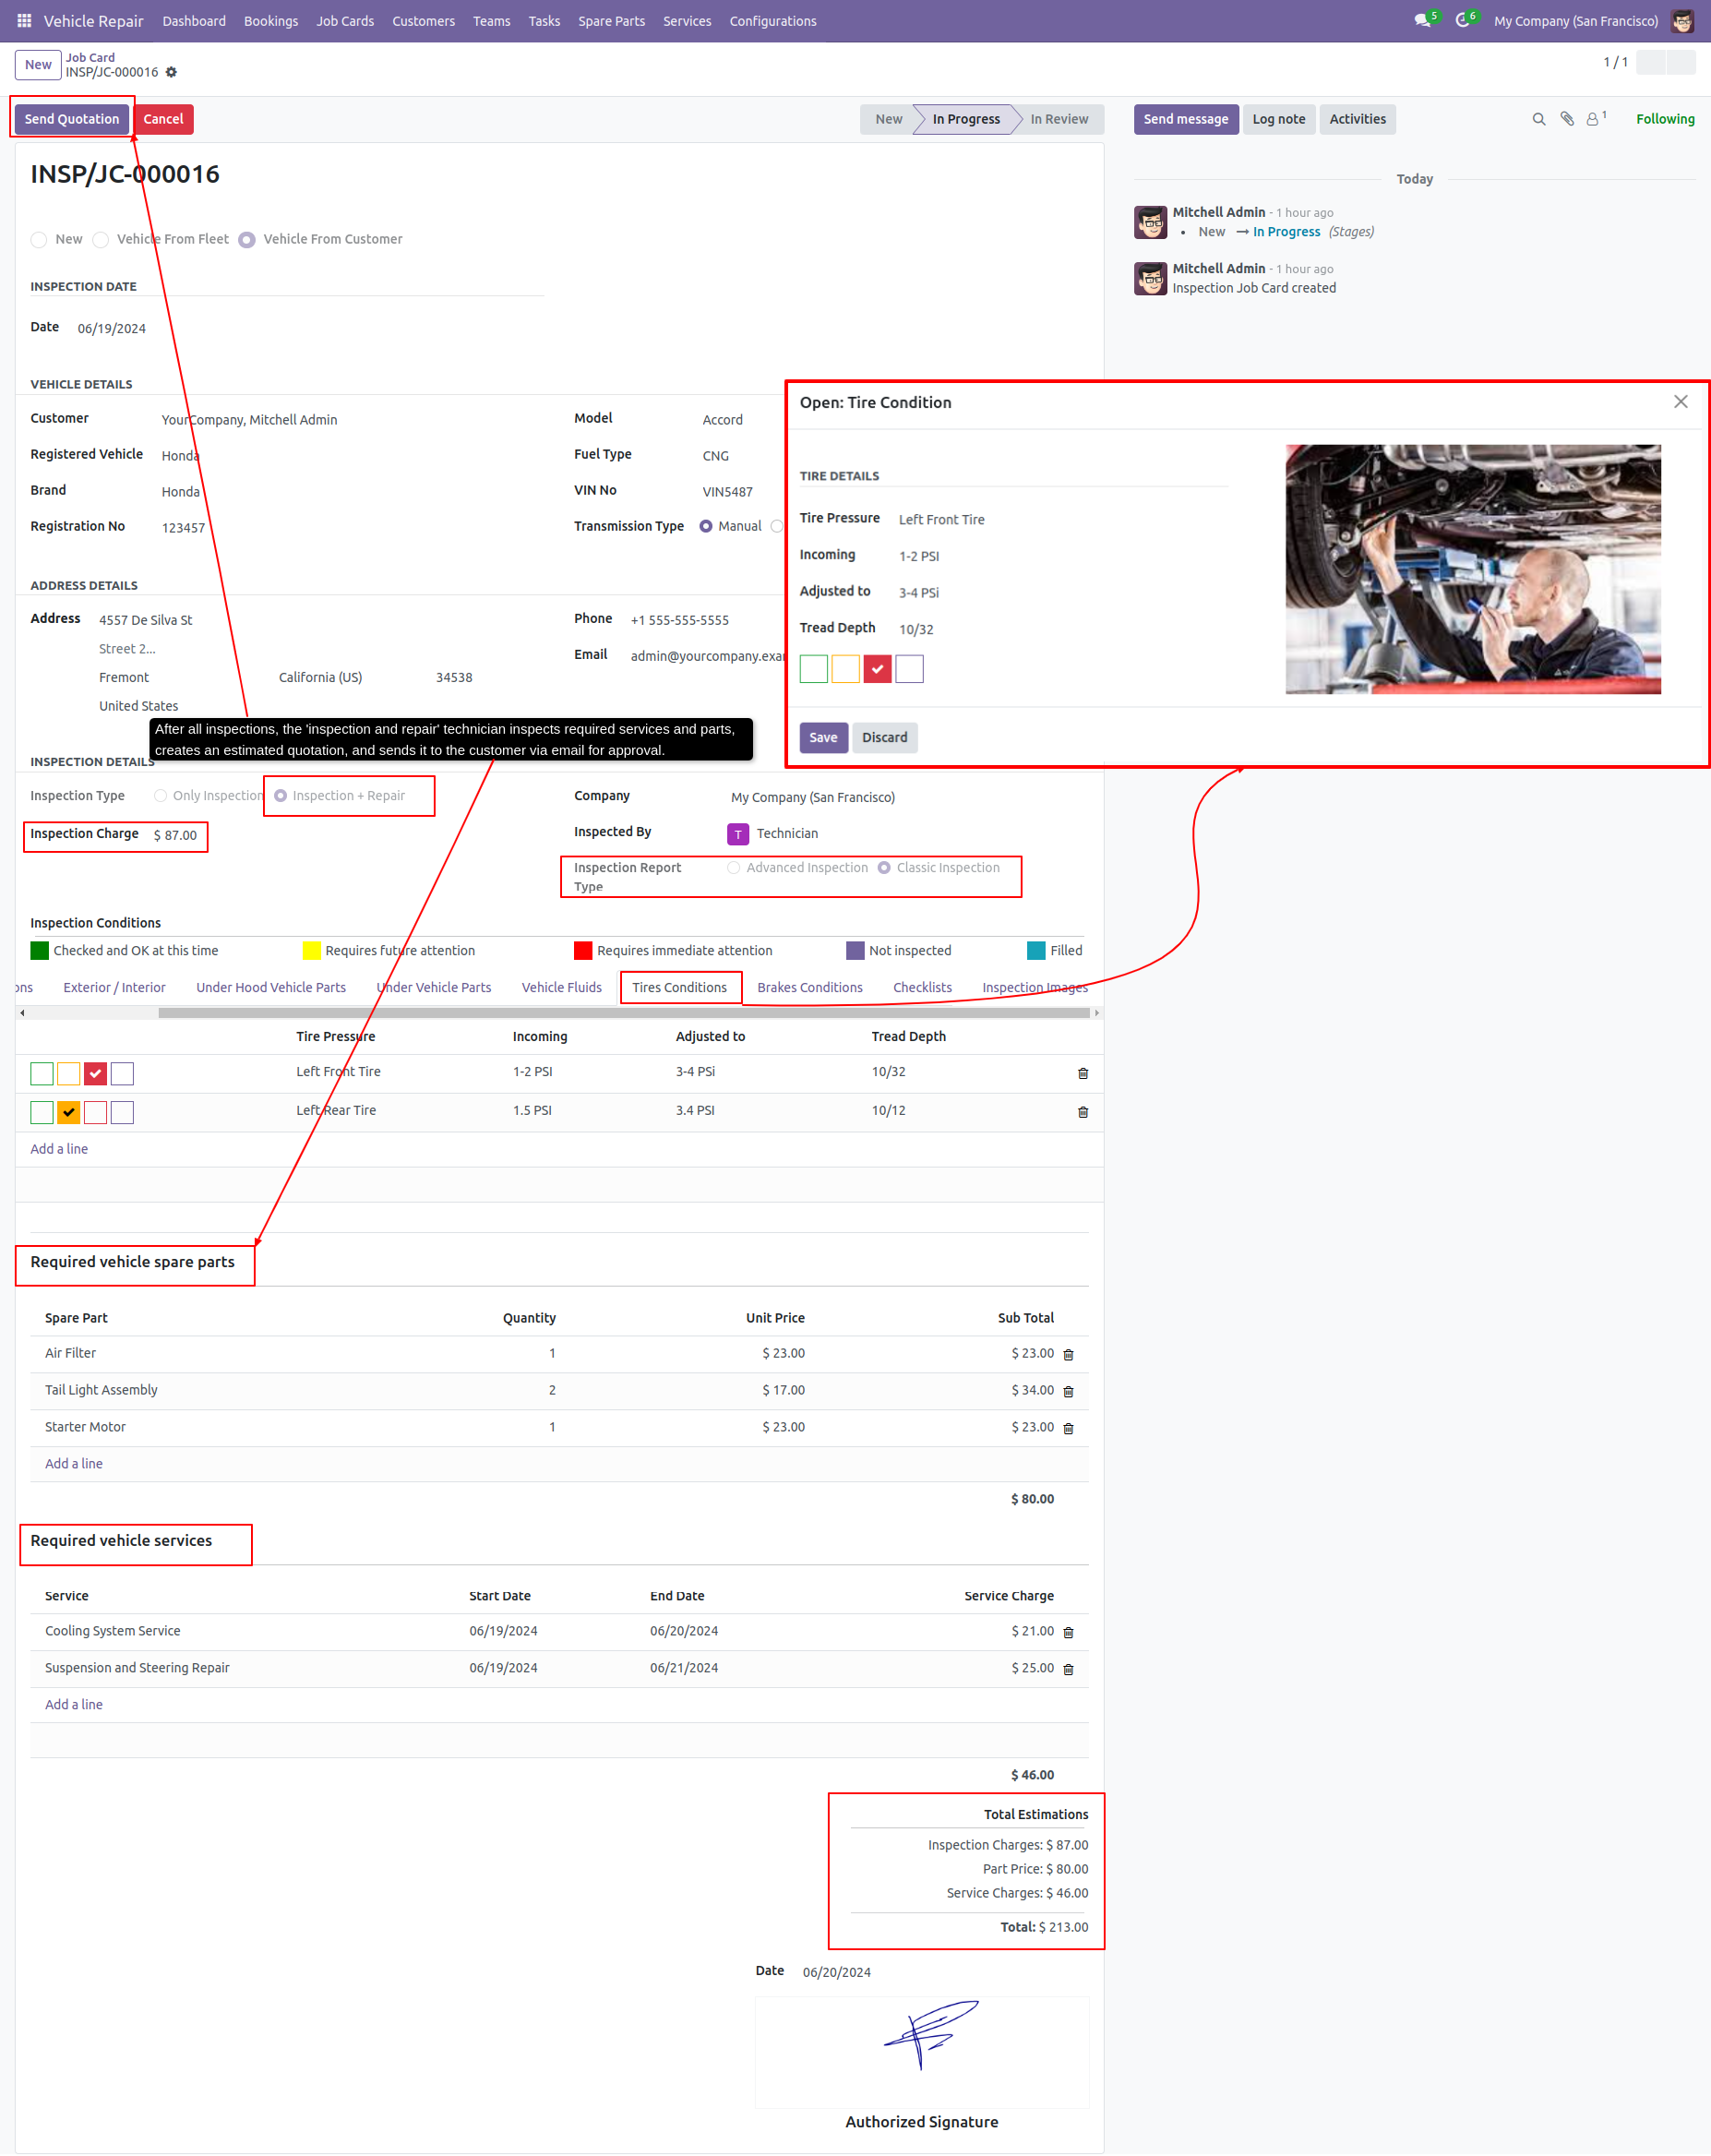 Vehicle Repair Dashboard Bookings Job Cards Customers Teams Tasks Spare Parts Services Configurations 5 6 My Company (San Francisco)
New Job Card
INSP/JC-000016
1 / 1
Send Quotation Cancel New In Progress In Review Send message Log note Activities 1 Following
INSP/JC-000016
Today
Mitchell Admin - 1 hour ago
New → In Progress (Stages)
Mitchell Admin - 1 hour ago
Inspection Job Card created
New Vehicle From Fleet Vehicle From Customer
INSPECTION DATE
Date 06/19/2024
VEHICLE DETAILS
Customer YourCompany, Mitchell Admin
Registered Vehicle Honda
Brand Honda
Registration No 123457
Model Accord
Fuel Type CNG
VIN No VIN5487
Transmission Type Manual
Open: Tire Condition
TIRE DETAILS
Tire Pressure Left Front Tire
Incoming 1-2 PSI
Adjusted to 3-4 PSi
Tread Depth 10/32
Save Discard
ADDRESS DETAILS
Address 4557 De Silva St
Street 2...
Fremont California (US) 34538
United States
Phone +1 555-555-5555
Email admin@yourcompany.exa
After all inspections, the 'inspection and repair' technician inspects required services and parts,
creates an estimated quotation, and sends it to the customer via email for approval.
INSPECTION DETAILS
Inspection Type Only Inspection Inspection + Repair
Inspection Charge $ 87.00
Company My Company (San Francisco)
Inspected By T Technician
Inspection Report Type Advanced Inspection Classic Inspection
Inspection Conditions
Checked and OK at this time Requires future attention Requires immediate attention Not inspected Filled
ons Exterior / Interior Under Hood Vehicle Parts Under Vehicle Parts Vehicle Fluids Tires Conditions Brakes Conditions Checklists Inspection Images
Tire Pressure Incoming Adjusted to Tread Depth
Left Front Tire 1-2 PSI 3-4 PSi 10/32
Left Rear Tire 1.5 PSI 3.4 PSI 10/12
Add a line
Required vehicle spare parts
Spare Part Quantity Unit Price Sub Total
Air Filter 1 $ 23.00 $ 23.00
Tail Light Assembly 2 $ 17.00 $ 34.00
Starter Motor 1 $ 23.00 $ 23.00
Add a line
$ 80.00
Required vehicle services
Service Start Date End Date Service Charge
Cooling System Service 06/19/2024 06/20/2024 $ 21.00
Suspension and Steering Repair 06/19/2024 06/21/2024 $ 25.00
Add a line
$ 46.00
Total Estimations
Inspection Charges: $ 87.00
Part Price: $ 80.00
Service Charges: $ 46.00
Total: $ 213.00
Date 06/20/2024
Authorized Signature